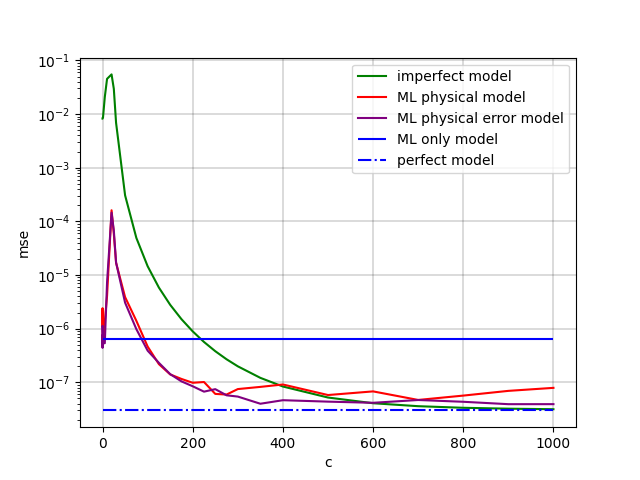 imperfect model
ML physical model
ML physical error model
ML only model
perfect model
10⁻¹
10⁻²
10⁻³
10⁻⁴
10⁻⁵
10⁻⁶
10⁻⁷
mse
0 200 400 600 800 1000
c